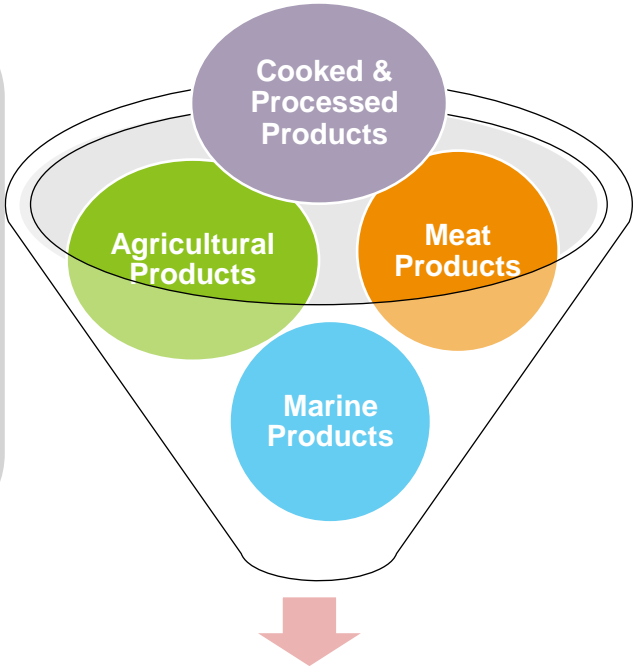 Cooked &
Processed
Products
Agricultural
Products
Meat
Products
Marine
Products